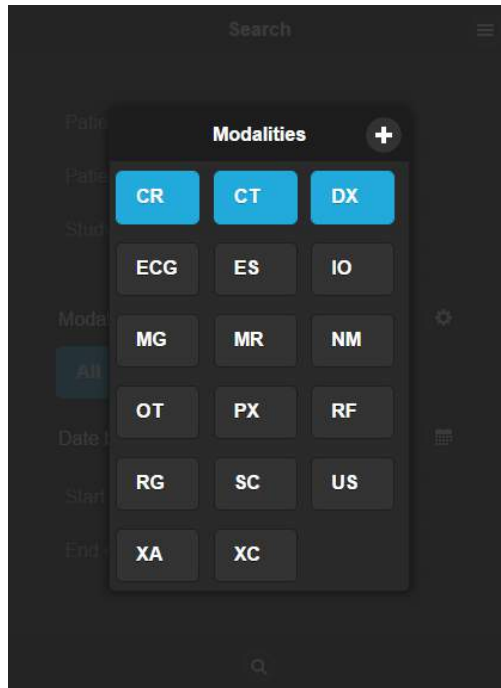 Search
Modalities
CR CT DX
ECG ES IO
MG MR NM
OT PX RF
RG SC US
XA XC
All
Start